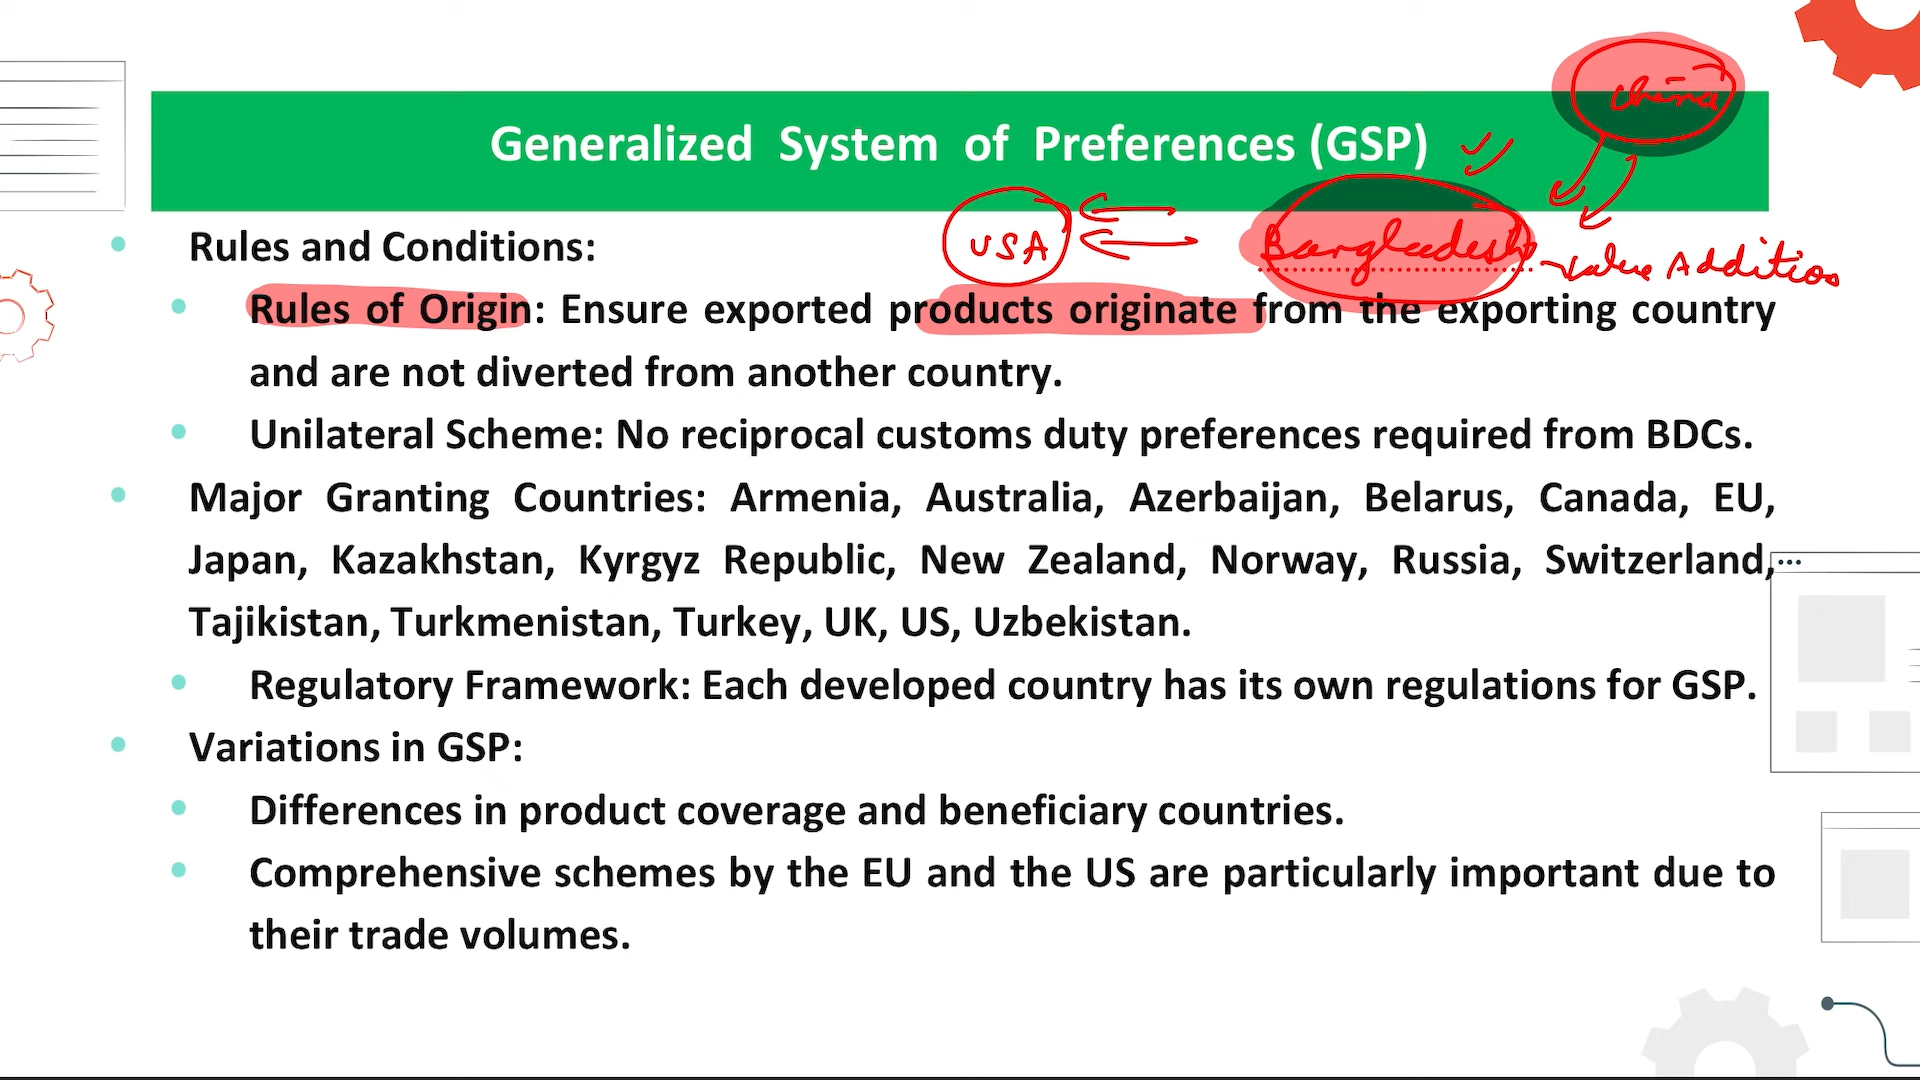 China
Generalized System of Preferences (GSP)
USA Bangladesh Value Addition
Rules and Conditions:
Rules of Origin: Ensure exported products originate from the exporting country
and are not diverted from another country.
Unilateral Scheme: No reciprocal customs duty preferences required from BDCs.
Major Granting Countries: Armenia, Australia, Azerbaijan, Belarus, Canada, EU,
Japan, Kazakhstan, Kyrgyz Republic, New Zealand, Norway, Russia, Switzerland,
Tajikistan, Turkmenistan, Turkey, UK, US, Uzbekistan.
Regulatory Framework: Each developed country has its own regulations for GSP.
Variations in GSP:
Differences in product coverage and beneficiary countries.
Comprehensive schemes by the EU and the US are particularly important due to
their trade volumes.